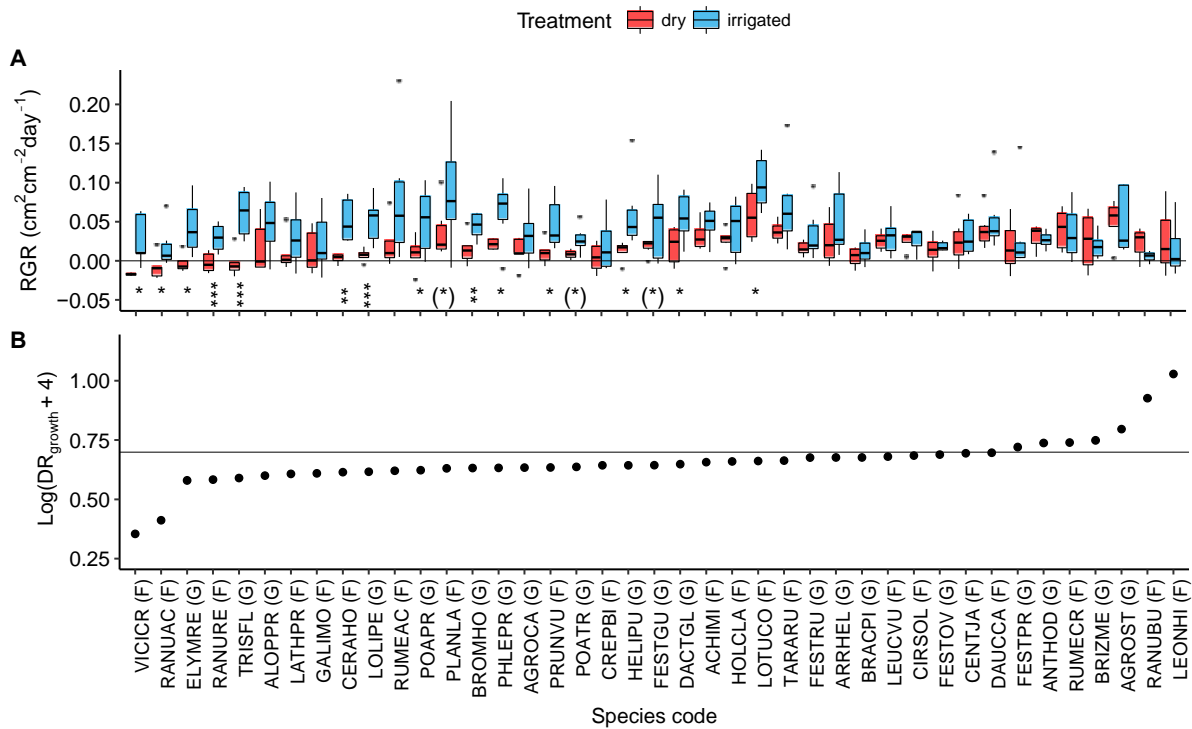 Treatment dry irrigated
A
RGR (cm²cm⁻²day⁻¹)
0.20
0.15
0.10
0.05
0.00
−0.05
* * * *** *** ** *** * (*) ** * * (*) * (*) * *
B
Log(DRgrowth + 4)
1.00
0.75
0.50
0.25
VICICR (F)
RANUAC (F)
ELYMRE (G)
RANURE (F)
TRISFL (G)
ALOPPR (G)
LATHPR (F)
GALIMO (F)
CERAHO (F)
LOLIPE (G)
RUMEAC (F)
POAPR (G)
PLANLA (F)
BROMHO (G)
PHLEPR (G)
AGROCA (G)
PRUNVU (F)
POATR (G)
CREPBI (F)
HELIPU (G)
FESTGU (G)
DACTGL (G)
ACHIMI (F)
HOLCLA (F)
LOTUCO (F)
TARARU (F)
FESTRU (G)
ARRHEL (G)
BRACPI (G)
LEUCVU (F)
CIRSOL (F)
FESTOV (G)
CENTJA (F)
DAUCCA (F)
FESTPR (G)
ANTHOD (G)
RUMECR (F)
BRIZME (G)
AGROST (G)
RANUBU (F)
LEONHI (F)
Species code